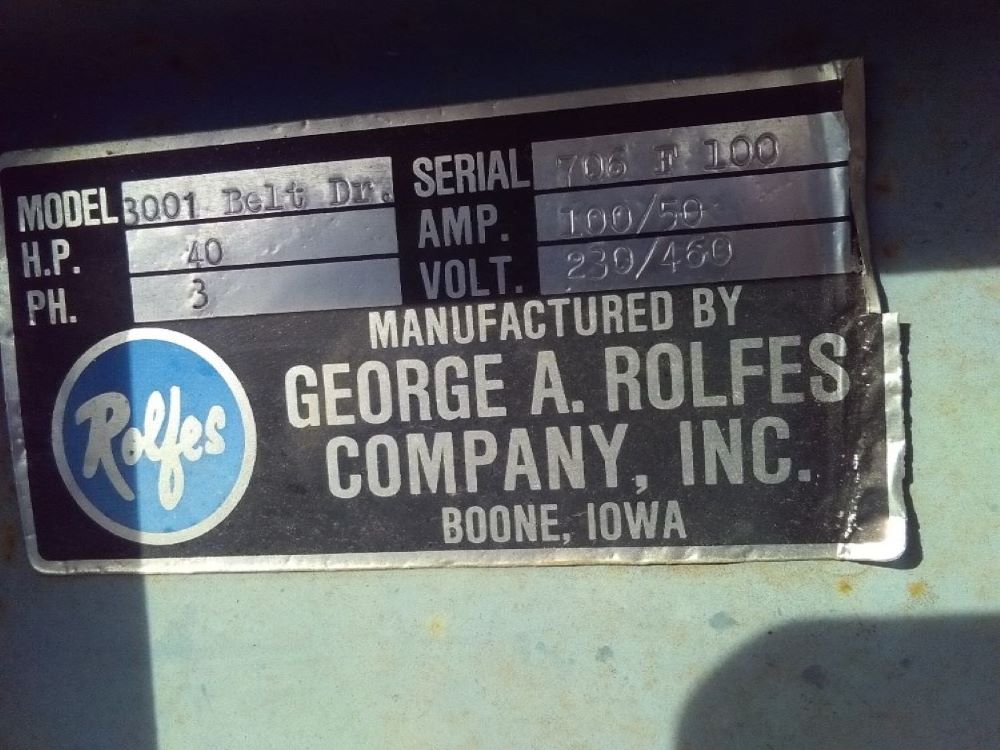 MODEL 3001 Belt Dr. SERIAL 706 F 100
H.P. 40 AMP. 100/50
PH. 3 VOLT. 230/460
MANUFACTURED BY
GEORGE A. ROLFES
COMPANY, INC.
BOONE, IOWA
Rolfes